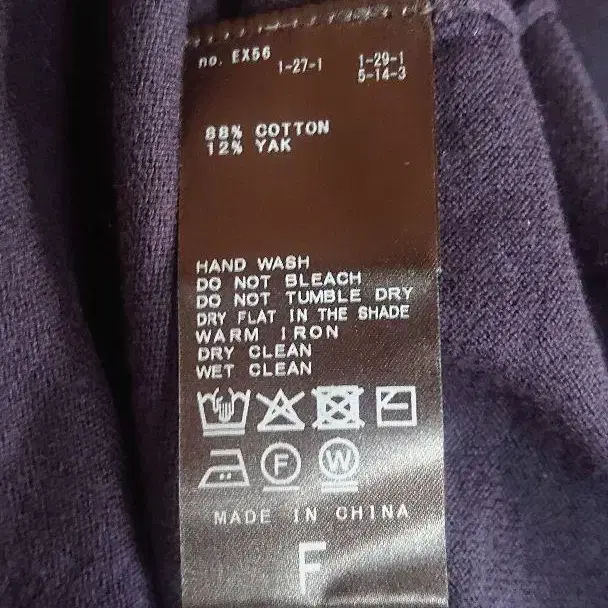 no. EX56
1-27-1
1-29-1
5-14-3
88% COTTON
12% YAK
HAND WASH
DO NOT BLEACH
DO NOT TUMBLE DRY
DRY FLAT IN THE SHADE
WARM IRON
DRY CLEAN
WET CLEAN
F
W
MADE IN CHINA
F